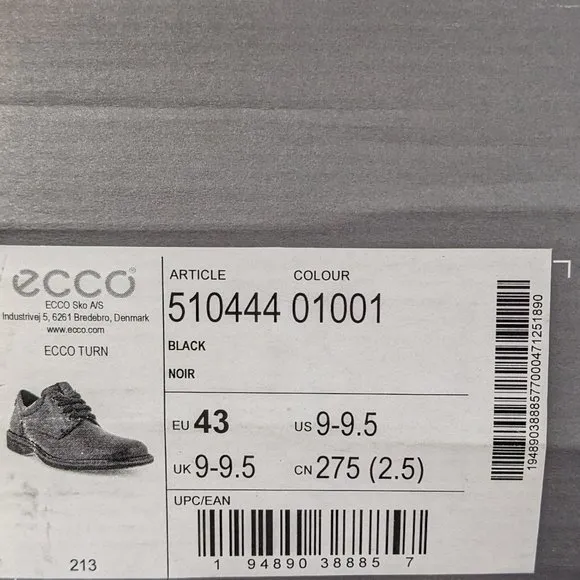 ecco®
ECCO Sko A/S
Industrivej 5, 6261 Bredebro, Denmark
www.ecco.com
ECCO TURN
213
ARTICLE COLOUR
510444 01001
BLACK
NOIR
EU 43 US 9-9.5
UK 9-9.5 CN 275 (2.5)
UPC/EAN
1 94890 38885 7
1948903888577000471251890